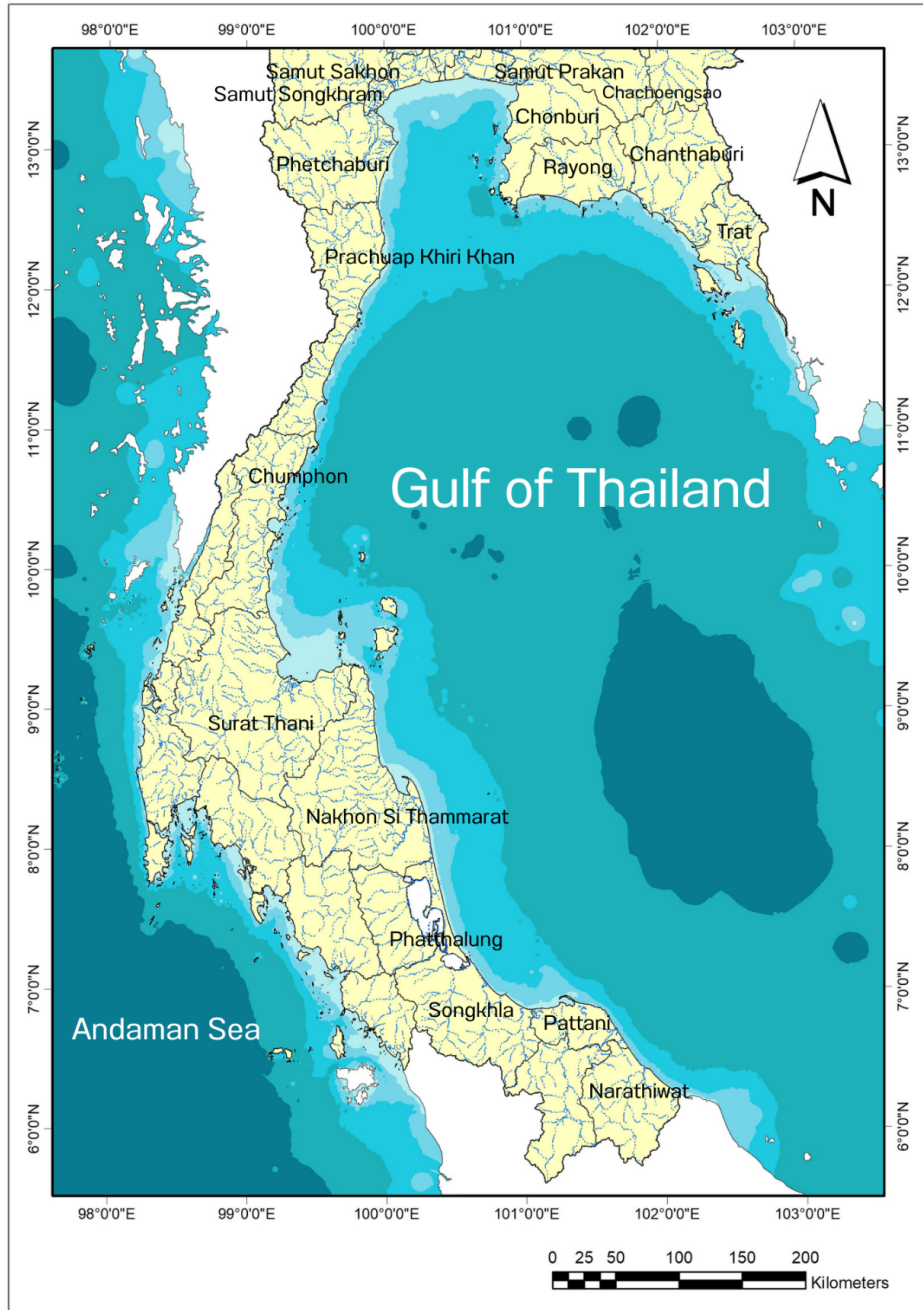 98°0'0"E 99°0'0"E 100°0'0"E 101°0'0"E 102°0'0"E 103°0'0"E
Samut Sakhon
Samut Prakan
Samut Songkhram
Chachoengsao
Chonburi
13°0'0"N
13°0'0"N
Phetchaburi
Rayong
Chanthaburi
N
Trat
Prachuap Khiri Khan
12°0'0"N
12°0'0"N
11°0'0"N
11°0'0"N
Chumphon
Gulf of Thailand
10°0'0"N
10°0'0"N
9°0'0"N
9°0'0"N
Surat Thani
Nakhon Si Thammarat
8°0'0"N
8°0'0"N
Phatthalung
7°0'0"N
7°0'0"N
Songkhla
Pattani
Andaman Sea
Narathiwat
6°0'0"N
6°0'0"N
98°0'0"E 99°0'0"E 100°0'0"E 101°0'0"E 102°0'0"E 103°0'0"E
0 25 50 100 150 200
Kilometers